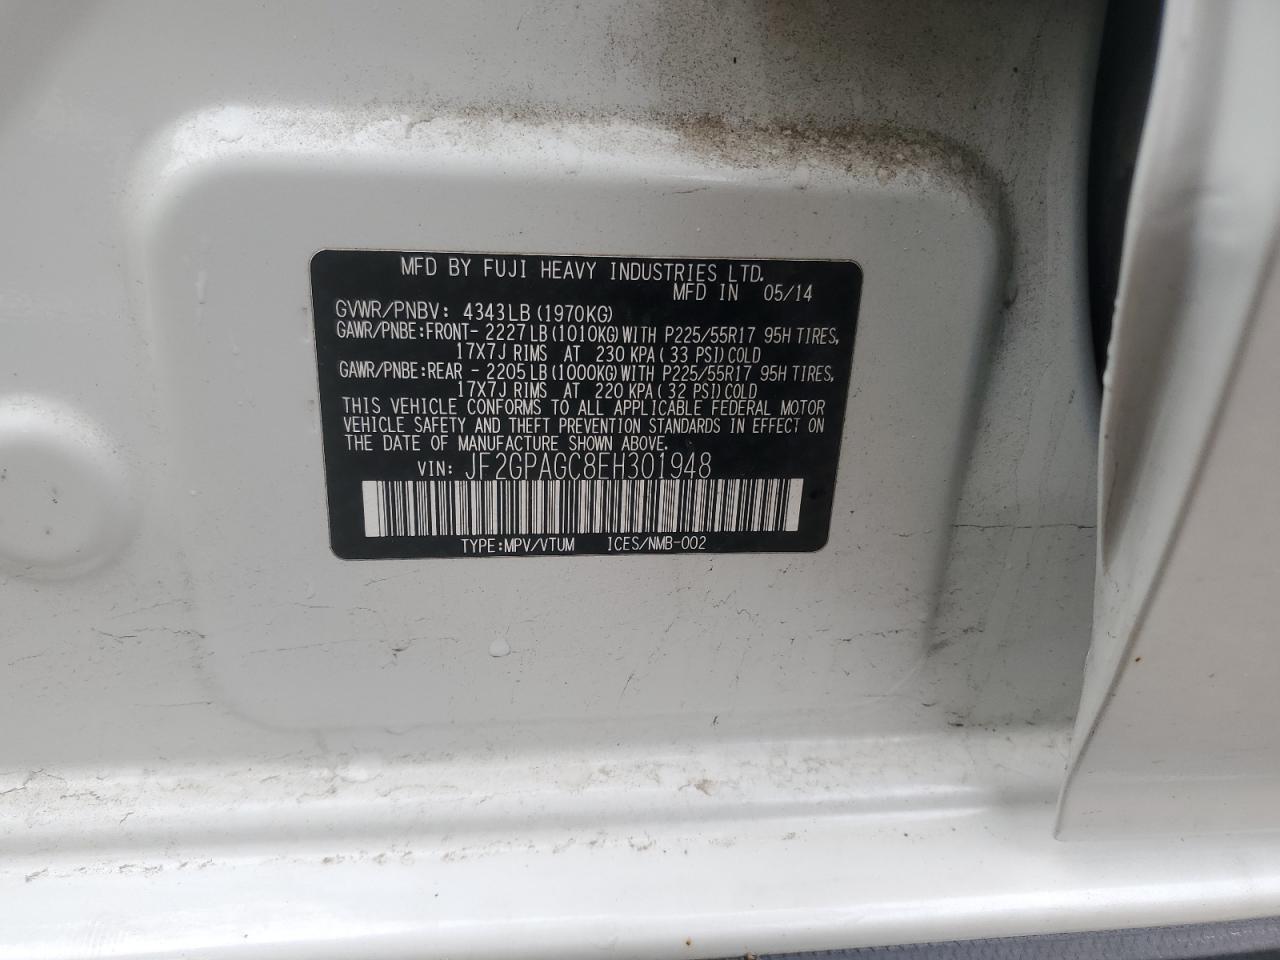 MFD BY FUJI HEAVY INDUSTRIES LTD.
MFD IN 05/14
GVWR/PNBV: 4343LB (1970KG)
GAWR/PNBE:FRONT- 2227LB (1010KG) WITH P225/55R17 95H TIRES,
17X7J RIMS AT 230 KPA (33 PSI) COLD
GAWR/PNBE:REAR - 2205LB (1000KG) WITH P225/55R17 95H TIRES,
17X7J RIMS AT 220 KPA (32 PSI) COLD
THIS VEHICLE CONFORMS TO ALL APPLICABLE FEDERAL MOTOR
VEHICLE SAFETY AND THEFT PREVENTION STANDARDS IN EFFECT ON
THE DATE OF MANUFACTURE SHOWN ABOVE.
VIN: JF2GPAGC8EH301948
TYPE:MPV/VTUM ICES/NMB-002